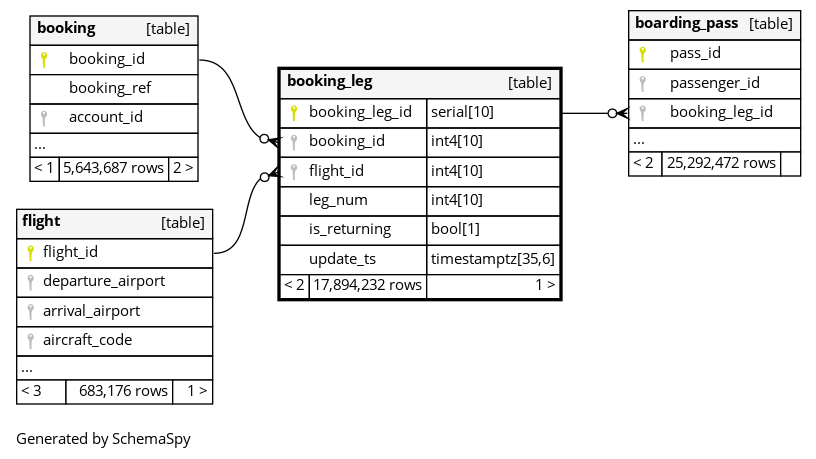 booking [table]
booking_id
booking_ref
account_id
...
< 1 5,643,687 rows 2 >
flight [table]
flight_id
departure_airport
arrival_airport
aircraft_code
...
< 3 683,176 rows 1 >
booking_leg [table]
booking_leg_id serial[10]
booking_id int4[10]
flight_id int4[10]
leg_num int4[10]
is_returning bool[1]
update_ts timestamptz[35,6]
< 2 17,894,232 rows 1 >
boarding_pass [table]
pass_id
passenger_id
booking_leg_id
...
< 2 25,292,472 rows
Generated by SchemaSpy